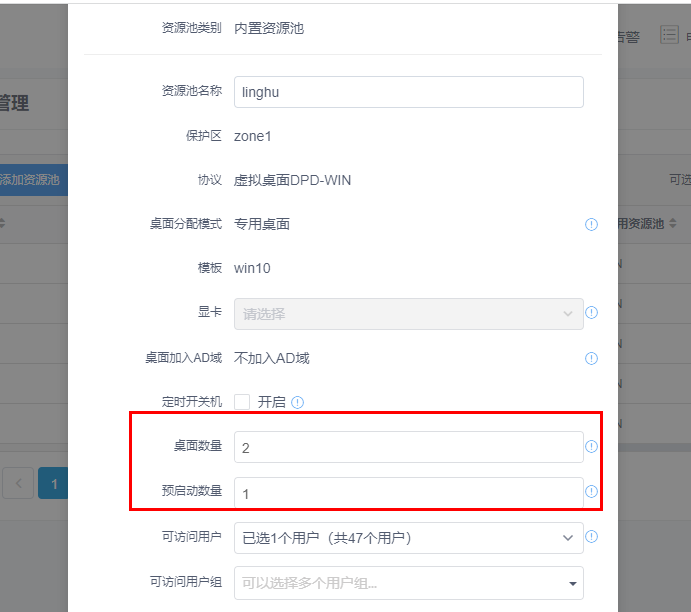 资源池类别 内置资源池
告警
资源池名称 linghu
管理
保护区 zone1
添加资源池
协议 虚拟桌面DPD-WIN
可选
桌面分配模式 专用桌面
用资源池
模板 win10
N
显卡 请选择
N
桌面加入AD域 不加入AD域
N
定时开关机 开启
N
桌面数量 2
N
预启动数量 1
1
可访问用户 已选1个用户（共47个用户）
可访问用户组 可以选择多个用户组...